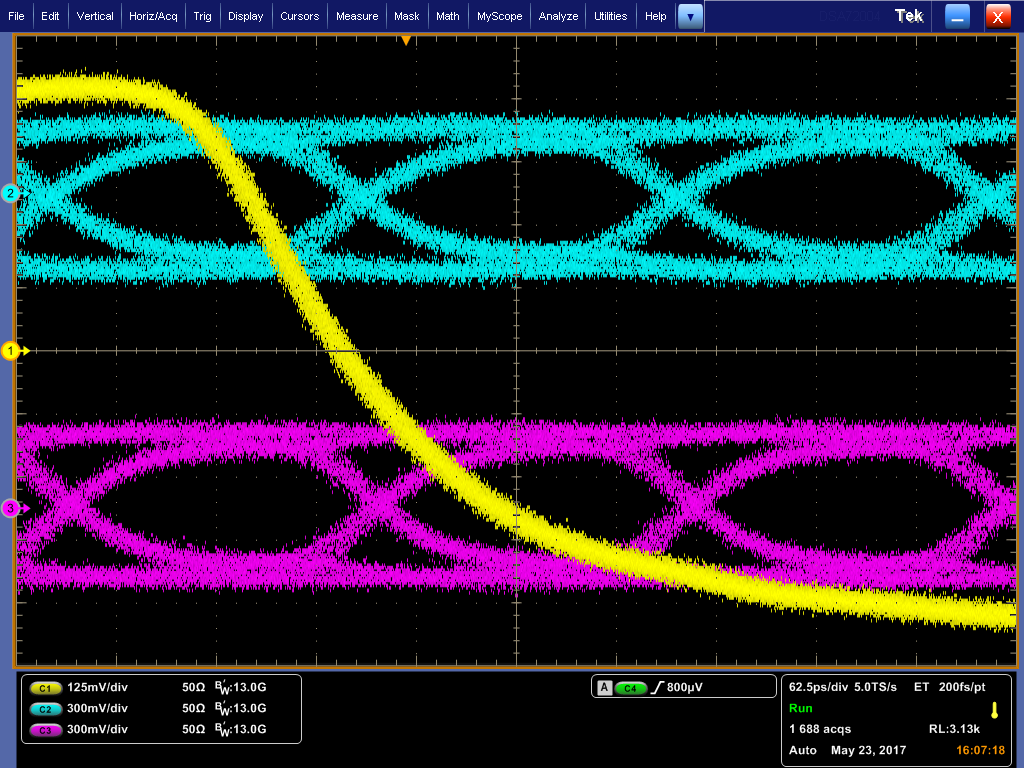 File Edit Vertical Horiz/Acq Trig Display Cursors Measure Mask Math MyScope Analyze Utilities Help Tek X
2
1
3
C1 125mV/div 50Ω BW:13.0G
C2 300mV/div 50Ω BW:13.0G
C3 300mV/div 50Ω BW:13.0G
A C4 800µV
62.5ps/div 5.0TS/s ET 200fs/pt
Run
1 688 acqs RL:3.13k
Auto May 23, 2017 16:07:18